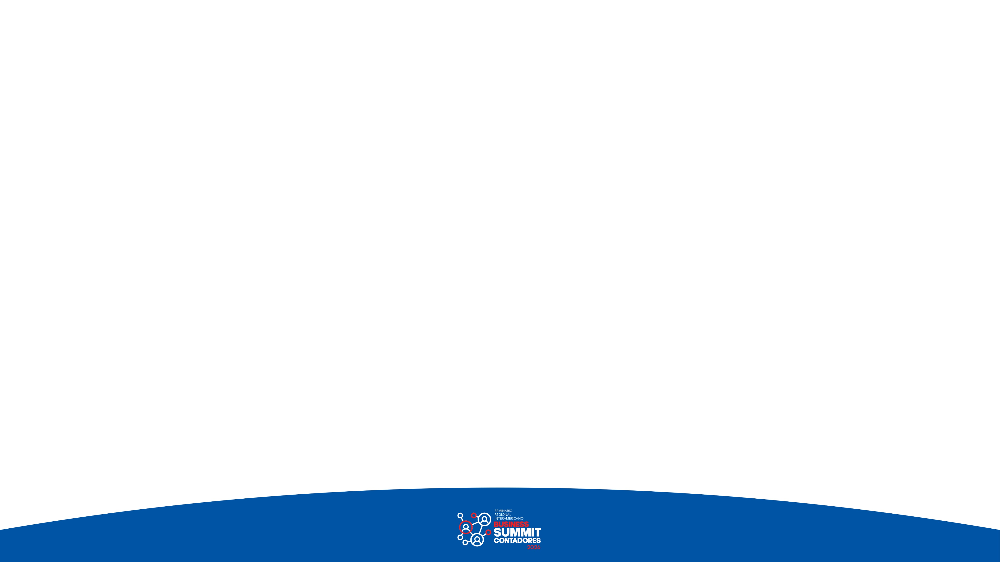 SEMINARIO
REGIONAL
INTERAMERICANO
BUSINESS
SUMMIT
CONTADORES
2026